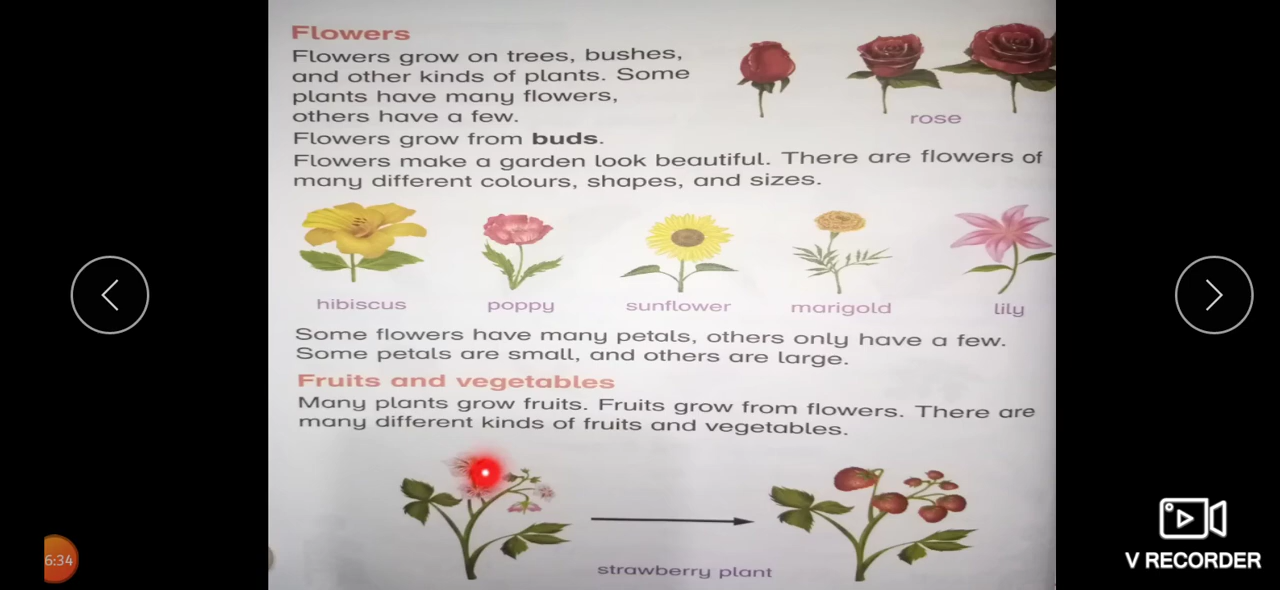 Flowers
Flowers grow on trees, bushes,
and other kinds of plants. Some
plants have many flowers,
others have a few.
rose
Flowers grow from buds.
Flowers make a garden look beautiful. There are flowers of
many different colours, shapes, and sizes.
hibiscus poppy sunflower marigold lily
Some flowers have many petals, others only have a few.
Some petals are small, and others are large.
Fruits and vegetables
Many plants grow fruits. Fruits grow from flowers. There are
many different kinds of fruits and vegetables.
strawberry plant
6:34
V RECORDER